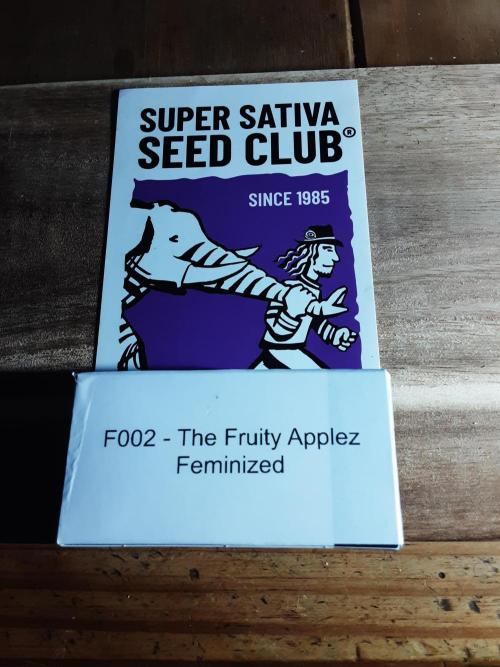 SUPER SATIVA
SEED CLUB®
SINCE 1985
F002 - The Fruity Applez
Feminized